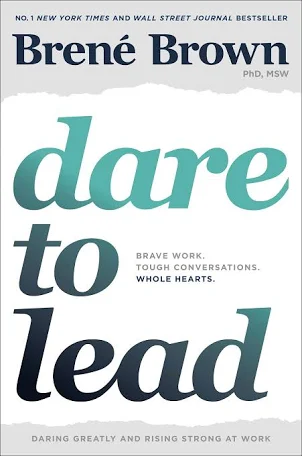 NO. 1 NEW YORK TIMES AND WALL STREET JOURNAL BESTSELLER
Brené Brown
PhD, MSW
dare
to
BRAVE WORK.
TOUGH CONVERSATIONS.
WHOLE HEARTS.
lead
DARING GREATLY AND RISING STRONG AT WORK